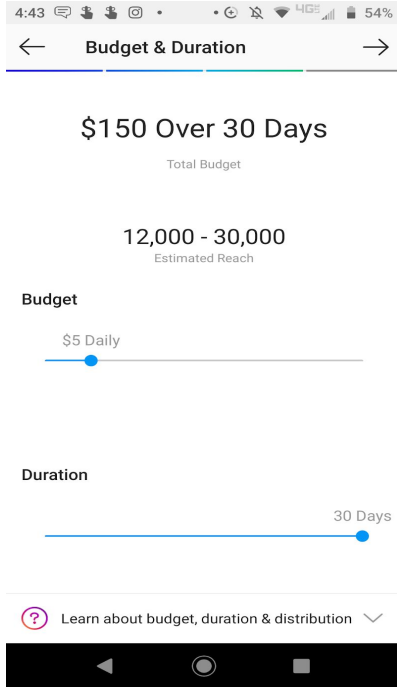 4:43
4GE
54%
Budget & Duration
$150 Over 30 Days
Total Budget
12,000 - 30,000
Estimated Reach
Budget
$5 Daily
Duration
30 Days
? Learn about budget, duration & distribution